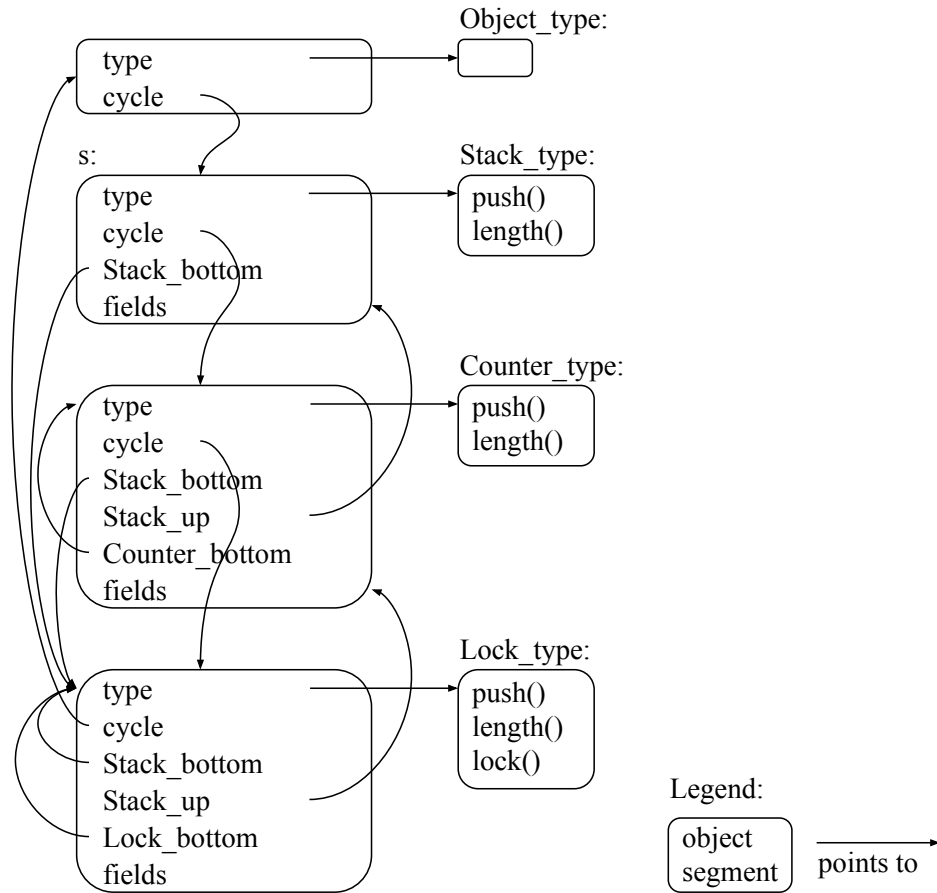 Object_type:
type
cycle
s:
Stack_type:
type
cycle
Stack_bottom
fields
push()
length()
Counter_type:
type
cycle
Stack_bottom
Stack_up
Counter_bottom
fields
push()
length()
Lock_type:
type
cycle
Stack_bottom
Stack_up
Lock_bottom
fields
push()
length()
lock()
Legend:
object
segment
points to